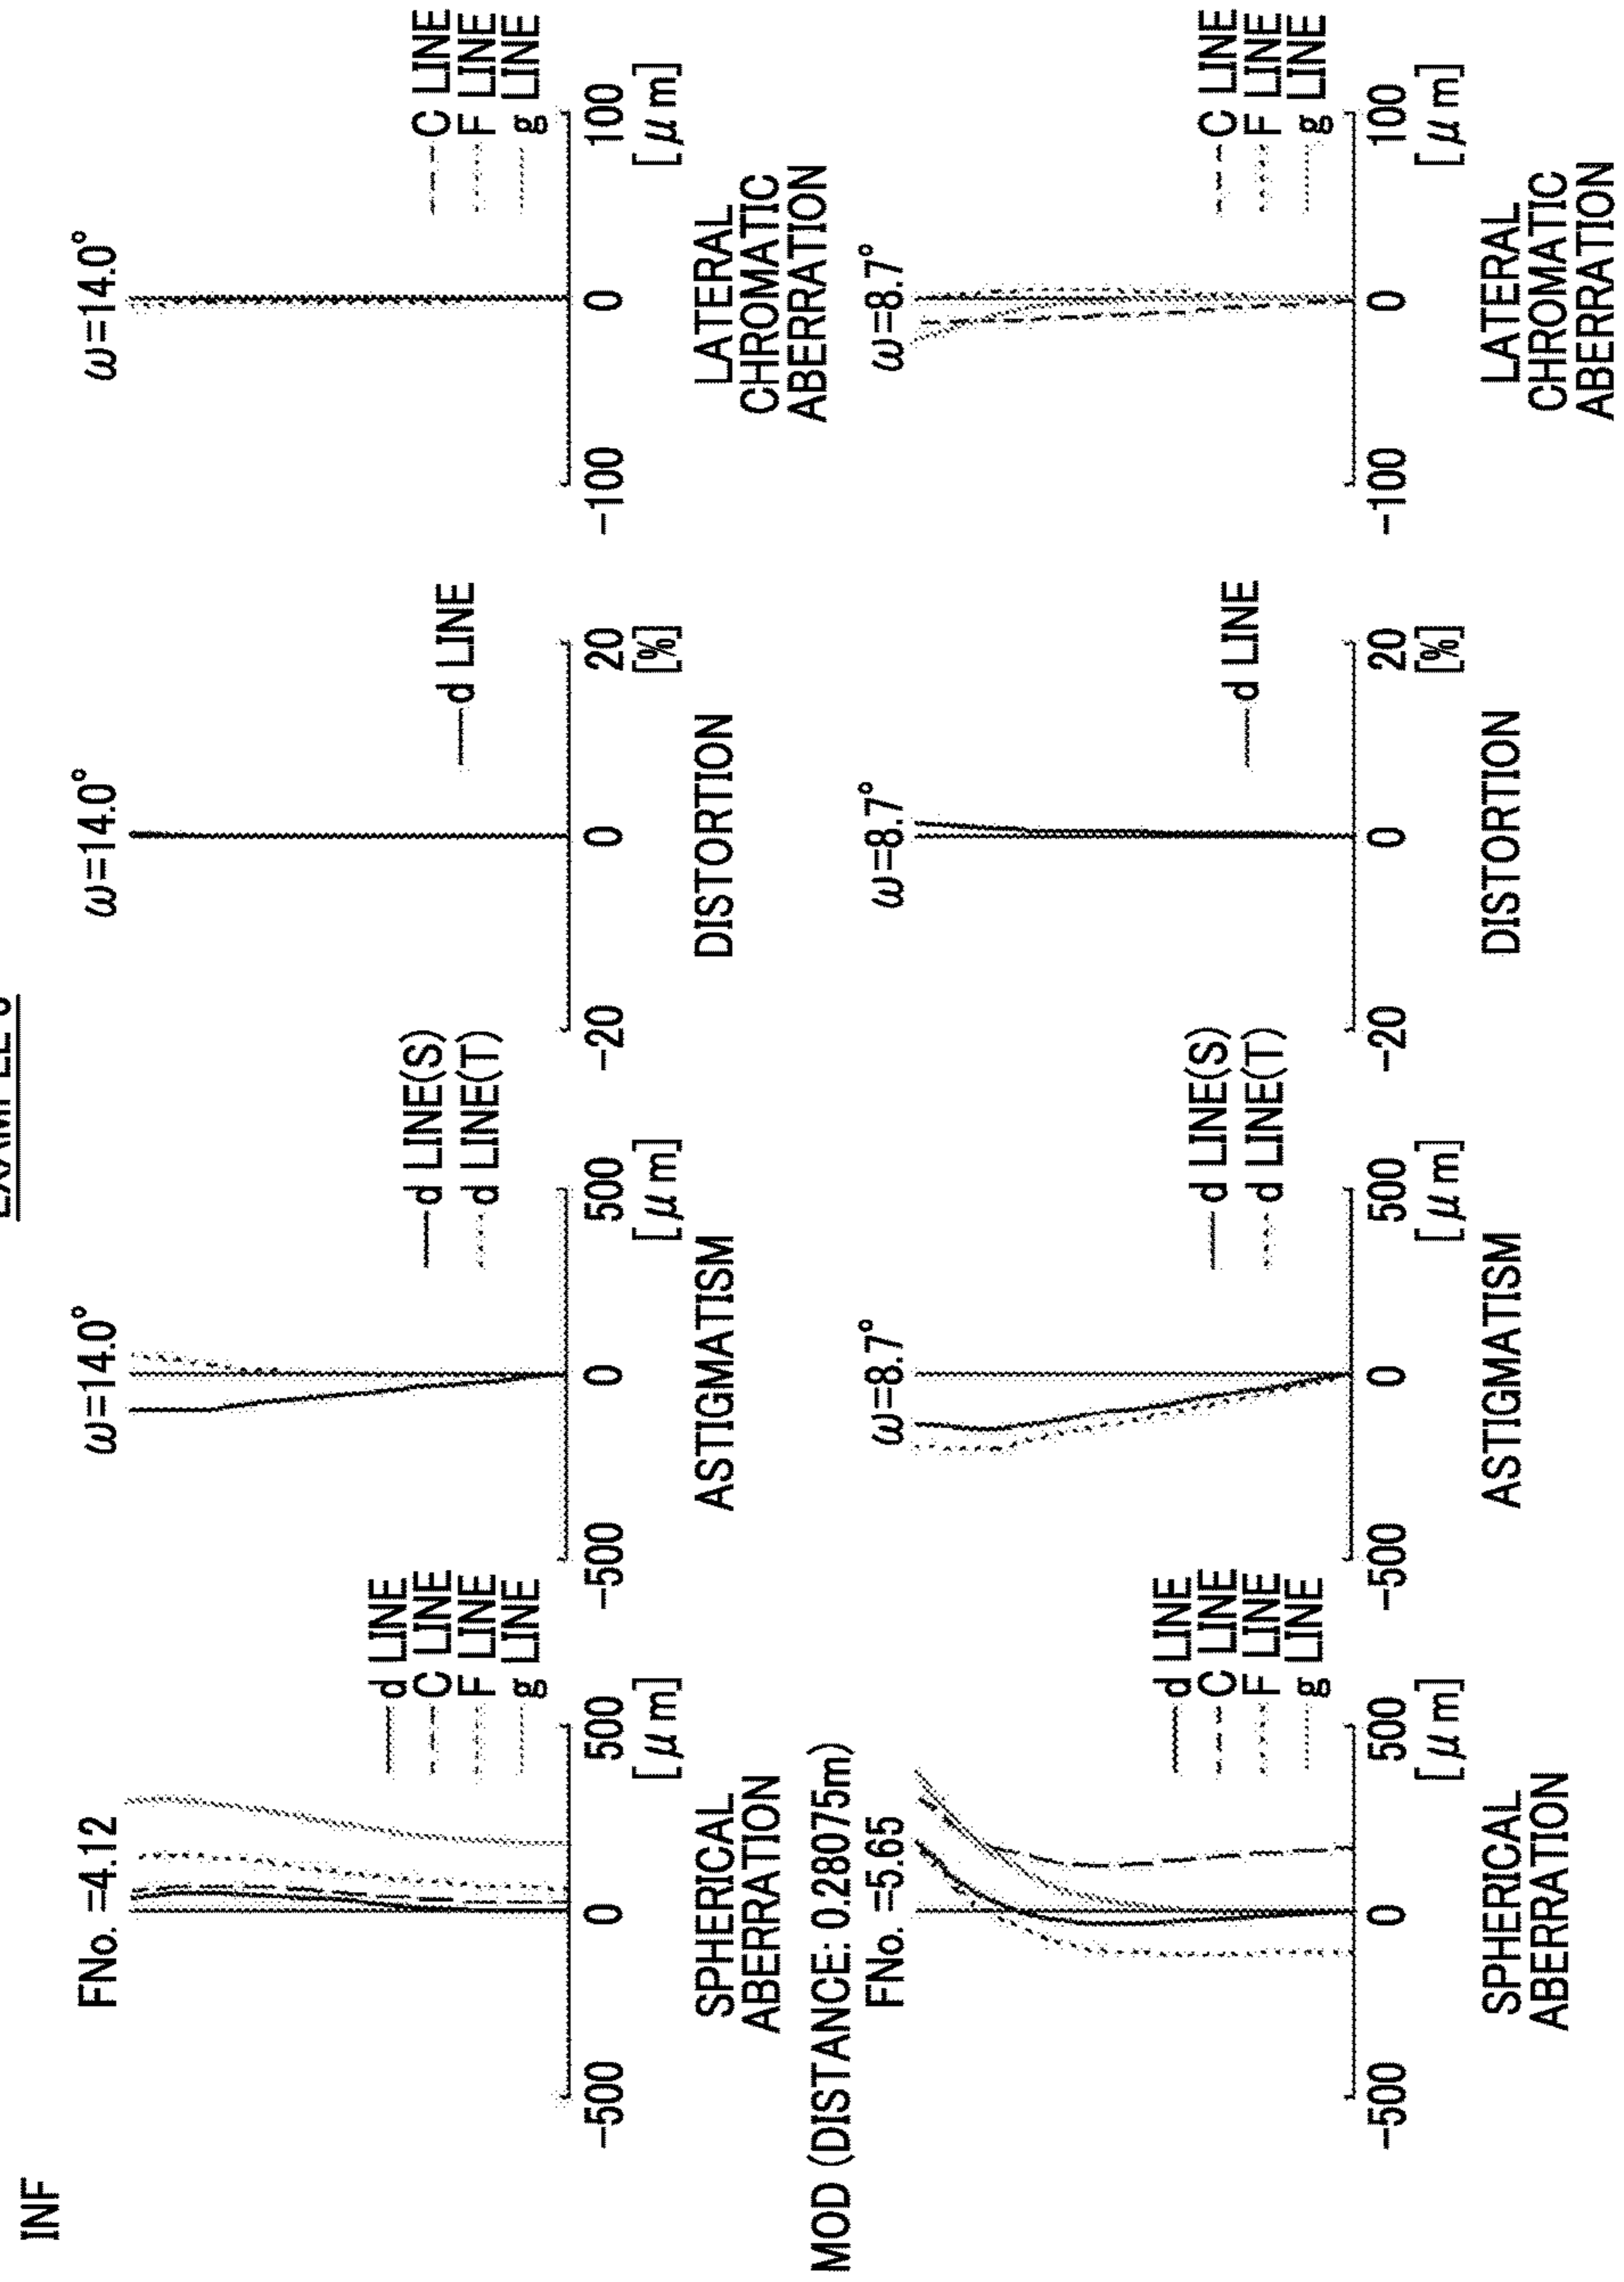 INF
FNo. =4.12
d LINE
C LINE
F LINE
g LINE
-500
0
500
[μm]
SPHERICAL
ABERRATION
ω=14.0°
d LINE(S)
d LINE(T)
-500
0
500
[μm]
ASTIGMATISM
ω=14.0°
d LINE
-20
0
20
[%]
DISTORTION
ω=14.0°
C LINE
F LINE
g LINE
-100
0
100
[μm]
LATERAL
CHROMATIC
ABERRATION
MOD (DISTANCE: 0.28075m)
FNo. =5.65
d LINE
C LINE
F LINE
g LINE
-500
0
500
[μm]
SPHERICAL
ABERRATION
ω=8.7°
d LINE(S)
d LINE(T)
-500
0
500
[μm]
ASTIGMATISM
ω=8.7°
d LINE
-20
0
20
[%]
DISTORTION
ω=8.7°
C LINE
F LINE
g LINE
-100
0
100
[μm]
LATERAL
CHROMATIC
ABERRATION